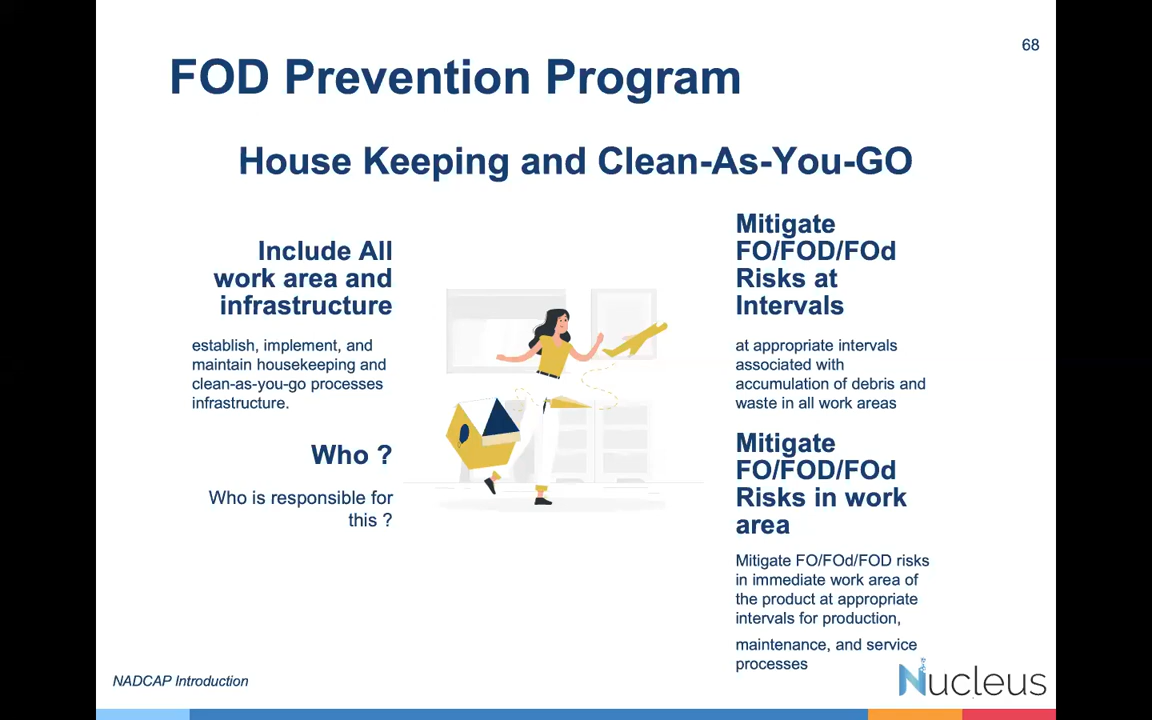 68
FOD Prevention Program
House Keeping and Clean-As-You-GO
Include All
work area and
infrastructure
establish, implement, and
maintain housekeeping and
clean-as-you-go processes
infrastructure.
Who ?
Who is responsible for
this ?
Mitigate
FO/FOD/FOd
Risks at
Intervals
at appropriate intervals
associated with
accumulation of debris and
waste in all work areas
Mitigate
FO/FOD/FOd
Risks in work
area
Mitigate FO/FOd/FOD risks
in immediate work area of
the product at appropriate
intervals for production,
maintenance, and service
processes
NADCAP Introduction
Nucleus